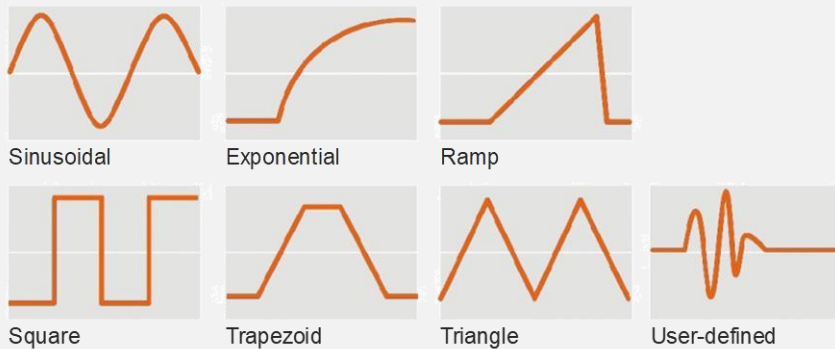 Sinusoidal
Exponential
Ramp
Square
Trapezoid
Triangle
User-defined